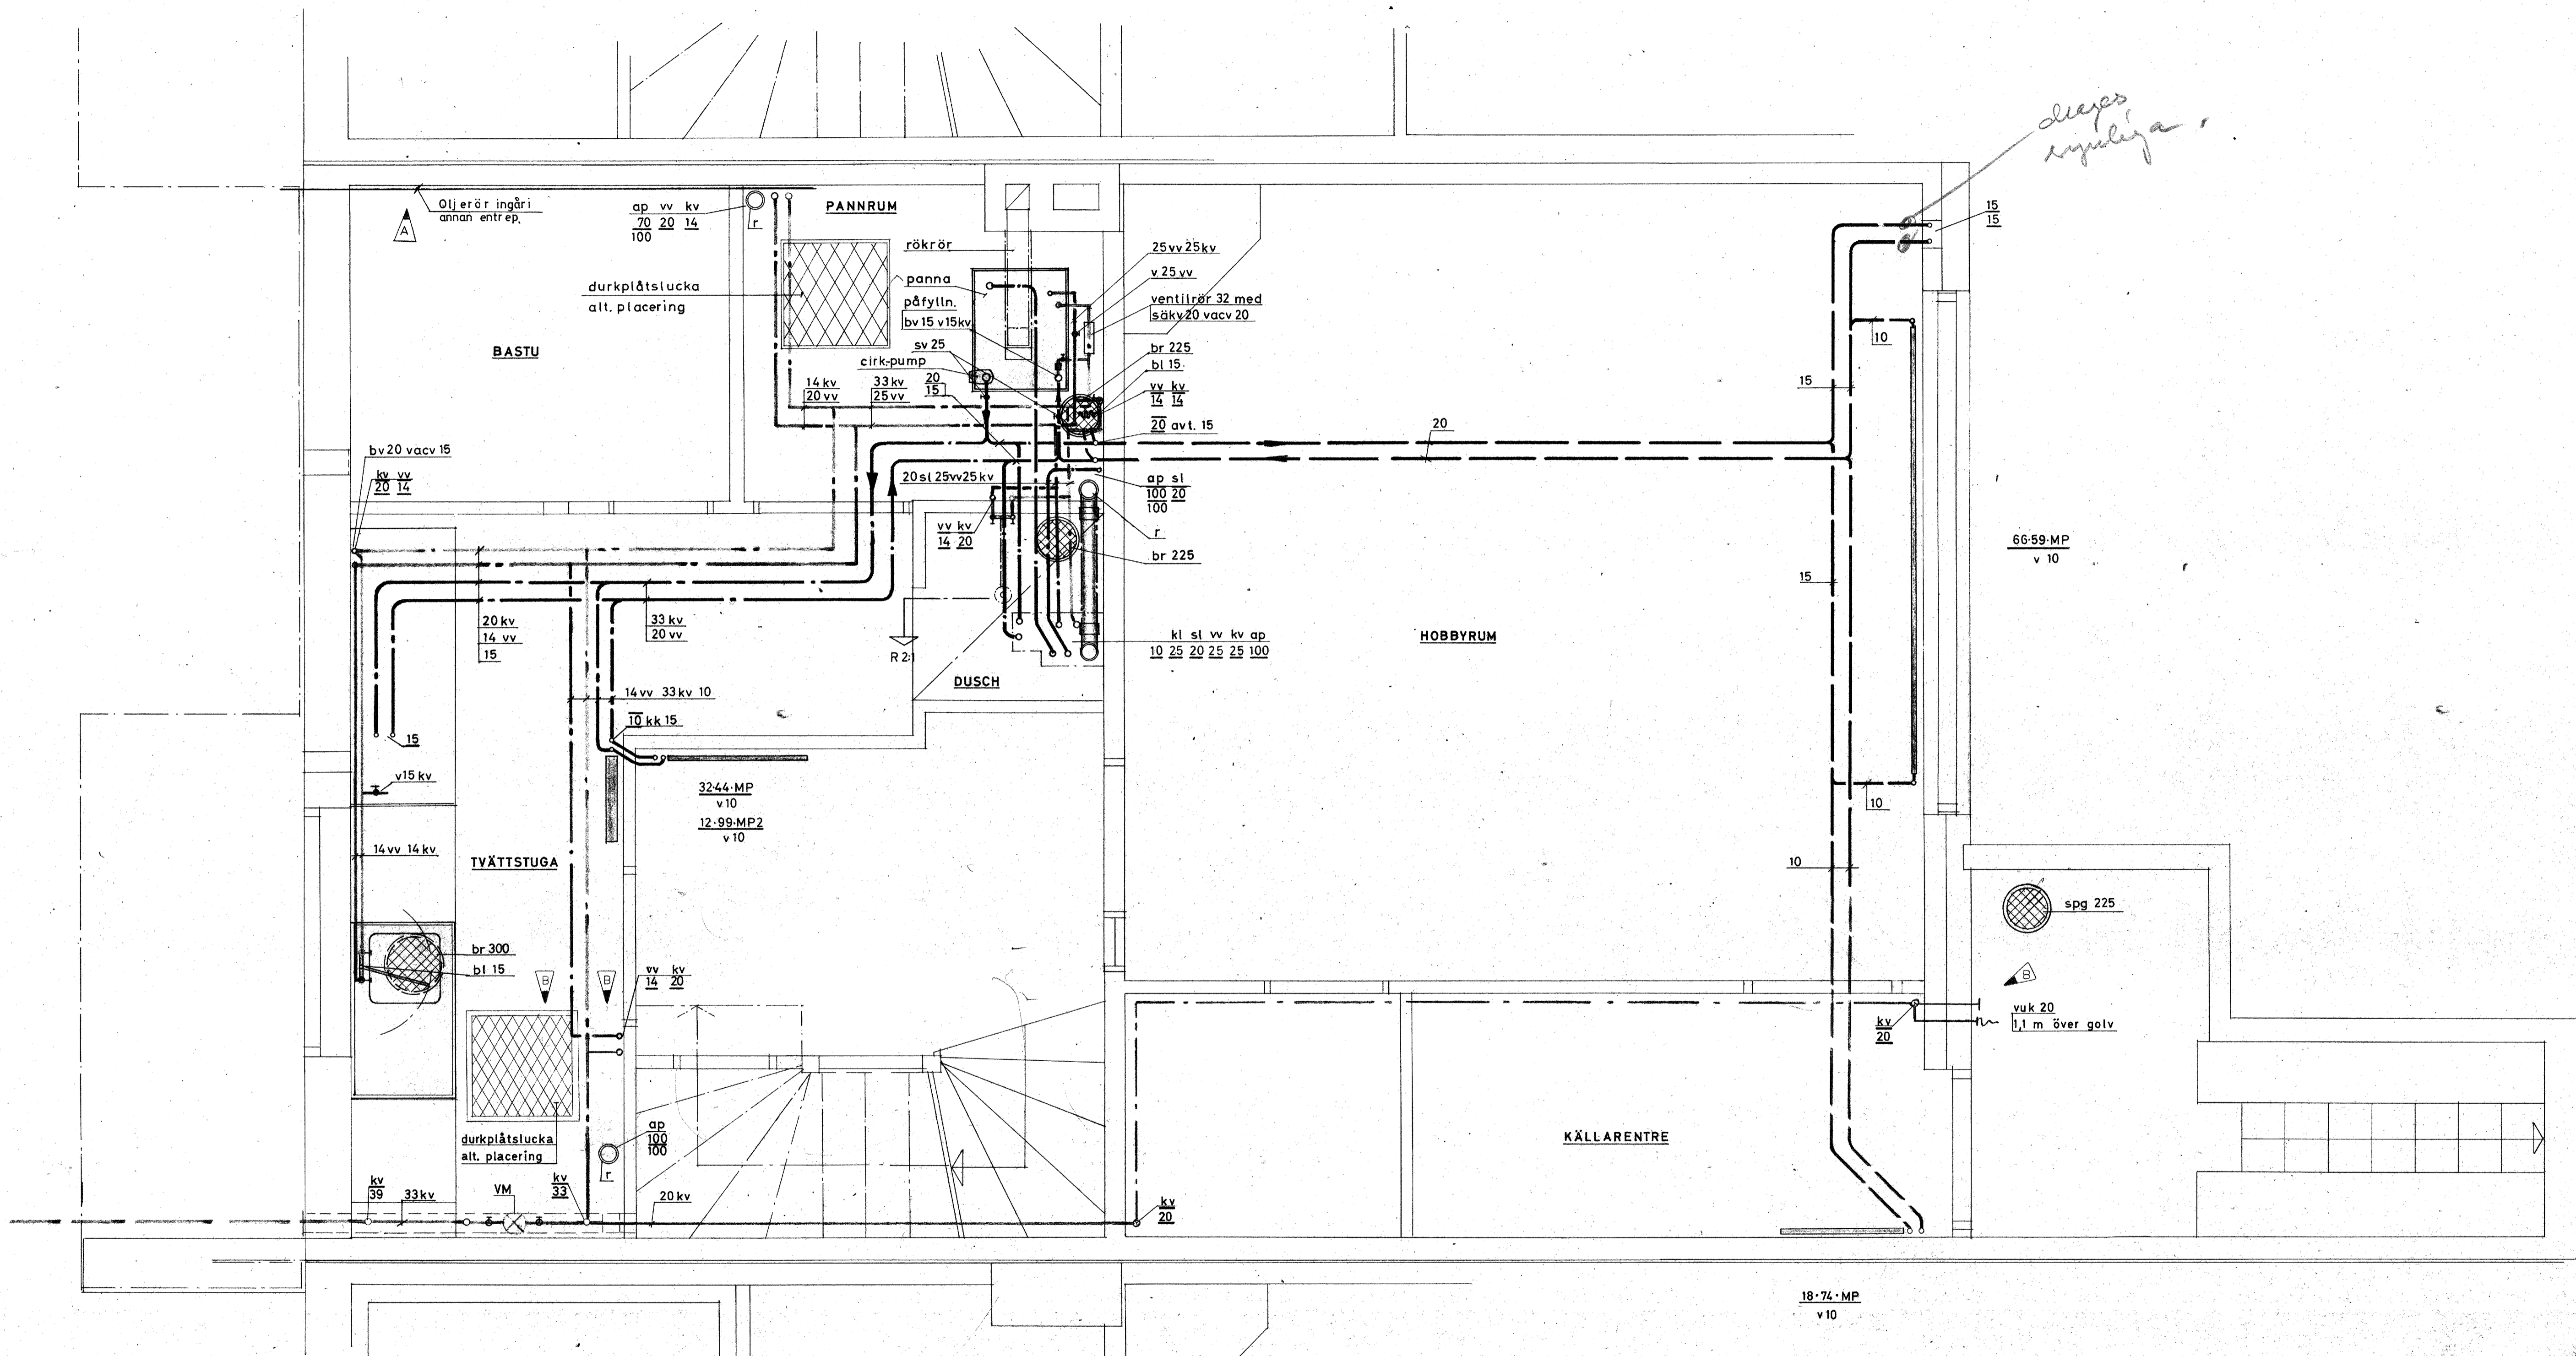 drages
synliga.
Oljerör ingår i
annan entrep.
A
ap vv kv
70 20 14
100
r
PANNRUM
15
15
rökrör
25vv 25kv
panna
v 25 vv
durkplåtslucka
alt. placering
påfylln.
bv 15 v15kv
ventilrör 32 med
säkv 20 vacv 20
10
BASTU
sv 25
cirk-pump
br 225
bl 15
14 kv
20 vv
33 kv
25 vv
20
15
vv kv
14 14
15
20 avt. 15
20
bv 20 vacv 15
kv vv
20 14
20 sl 25vv 25 kv
ap sl
100 20
100
vv kv
14 20
r
br 225
66·59·MP
v 10
15
20 kv
14 vv
15
33 kv
20 vv
R 2:1
kl sl vv kv ap
10 25 20 25 25 100
HOBBYRUM
DUSCH
14 vv 33 kv 10
10 kk 15
15
v15 kv
32·44·MP
v 10
12·99·MP2
v 10
10
14 vv 14 kv
TVÄTTSTUGA
10
spg 225
br 300
bl 15
B
B
vv kv
14 20
B
vuk 20
1,1 m över golv
kv
20
durkplåtslucka
alt. placering
ap
100
100
r
KÄLLARENTRE
kv
39
33 kv
VM
kv
33
20 kv
kv
20
18·74·MP
v 10